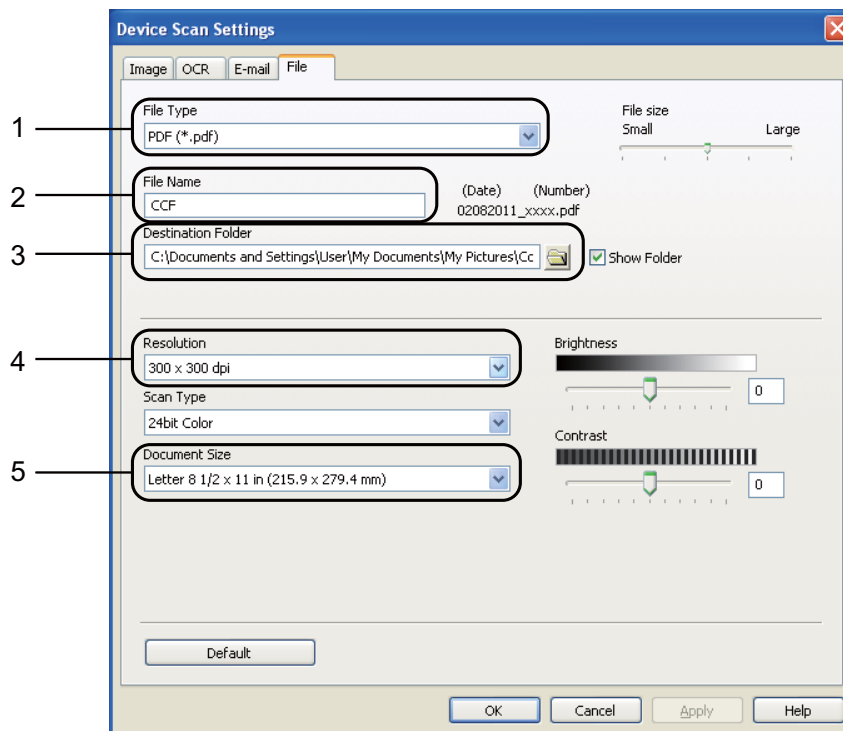 Device Scan Settings
Image OCR E-mail File
1
File Type
PDF (*.pdf)
File size
Small Large
2
File Name
CCF
(Date) (Number)
02082011_xxxx.pdf
3
Destination Folder
C:\Documents and Settings\User\My Documents\My Pictures\Cc
Show Folder
4
Resolution
300 x 300 dpi
Scan Type
24bit Color
5
Document Size
Letter 8 1/2 x 11 in (215.9 x 279.4 mm)
Brightness
0
Contrast
0
Default
OK Cancel Apply Help